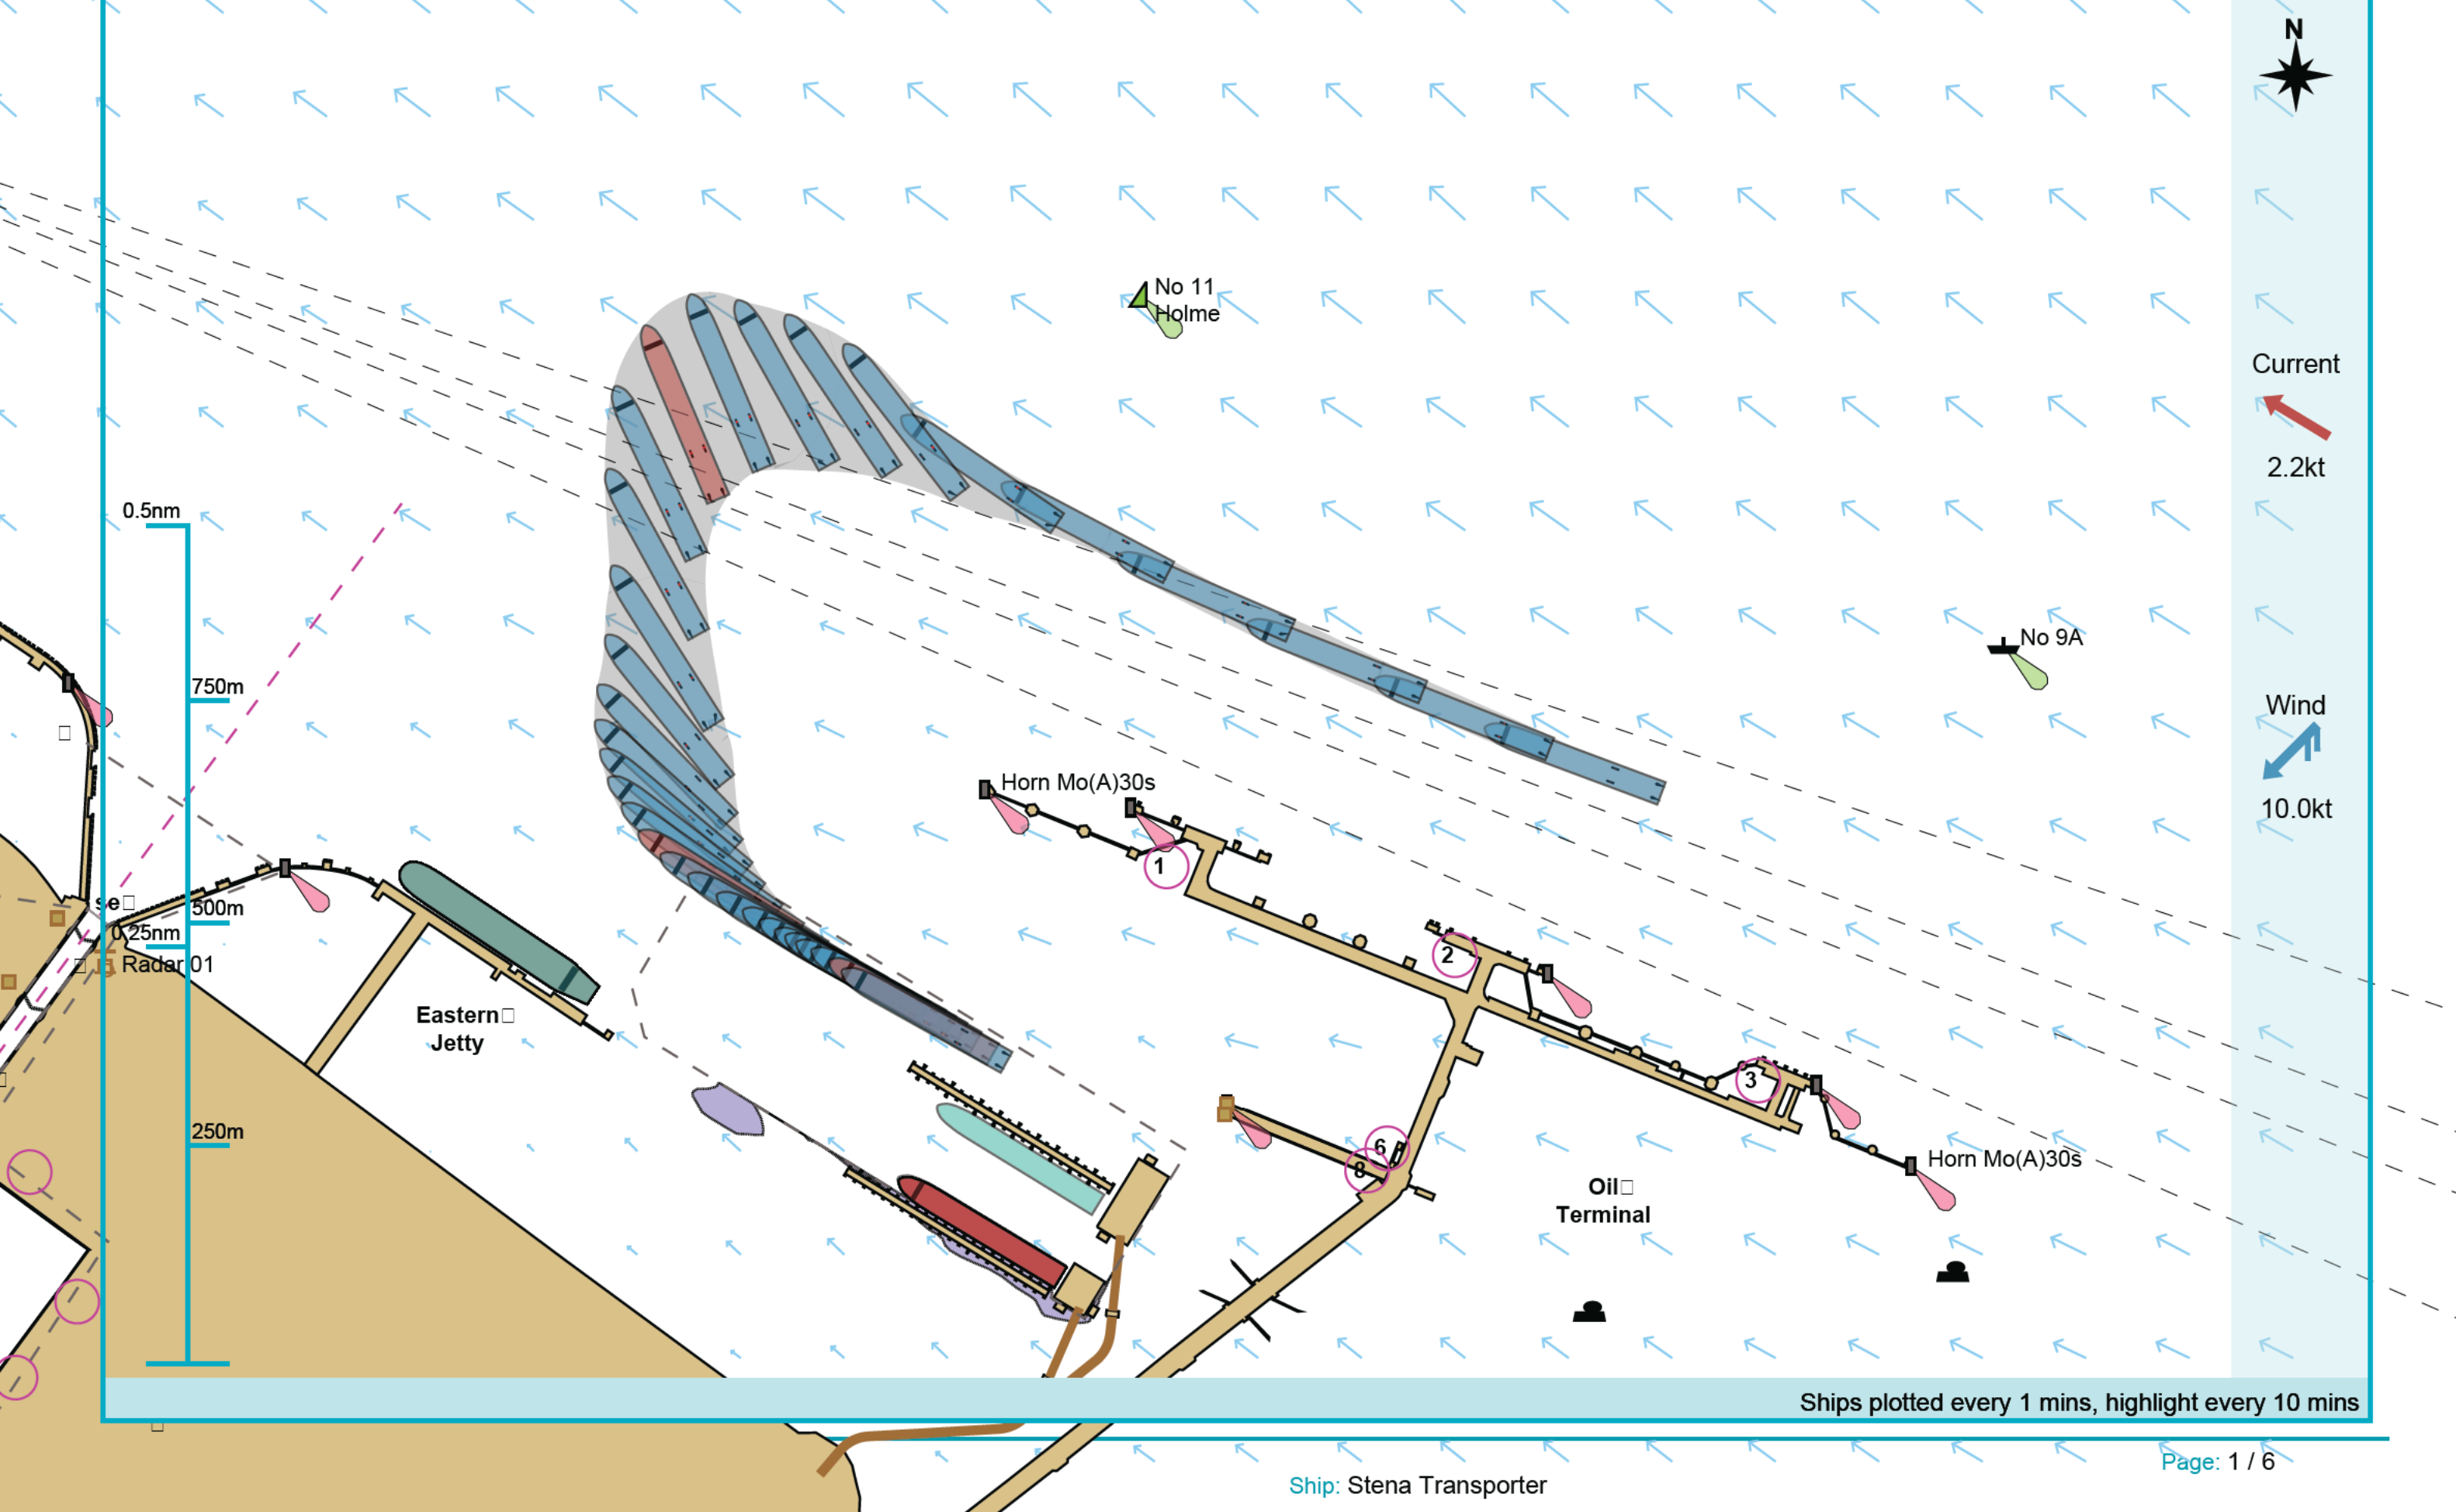 N
No 11
Holme
Current
2.2kt
0.5nm
No 9A
750m
Wind
Horn Mo(A)30s
10.0kt
1
se
500m
0.25nm
2
Radar 01
Eastern
Jetty
3
250m
6
8
Horn Mo(A)30s
Oil
Terminal
Ships plotted every 1 mins, highlight every 10 mins
Page: 1 / 6
Ship: Stena Transporter